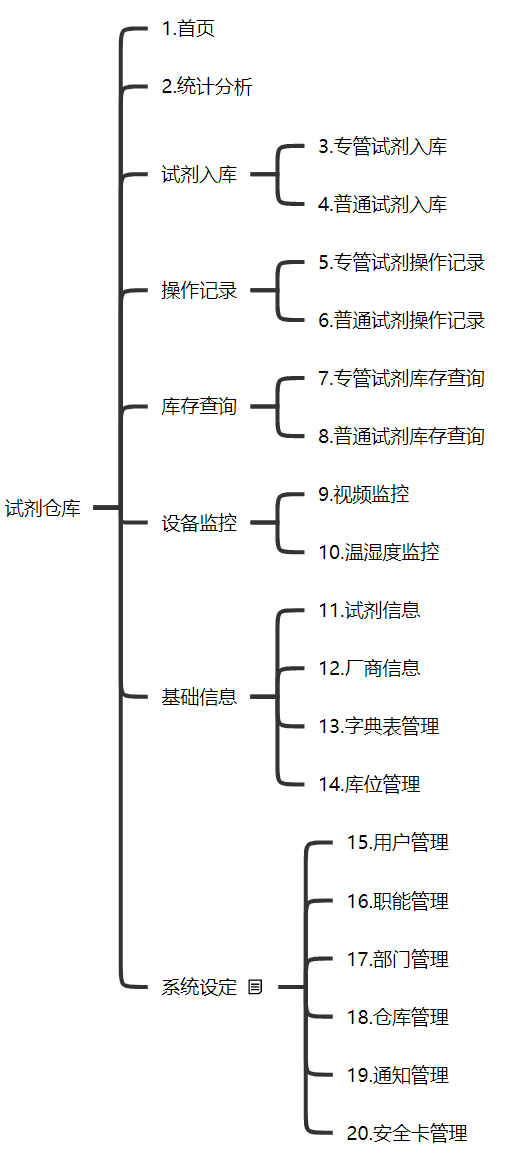 1.首页
2.统计分析
试剂入库
3.专管试剂入库
4.普通试剂入库
操作记录
5.专管试剂操作记录
6.普通试剂操作记录
库存查询
7.专管试剂库存查询
8.普通试剂库存查询
试剂仓库
设备监控
9.视频监控
10.温湿度监控
基础信息
11.试剂信息
12.厂商信息
13.字典表管理
14.库位管理
系统设定
15.用户管理
16.职能管理
17.部门管理
18.仓库管理
19.通知管理
20.安全卡管理